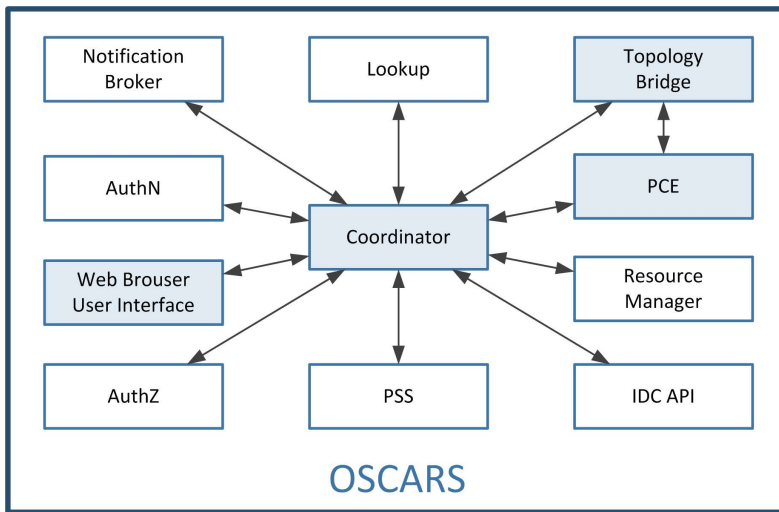 Notification
Broker
Lookup
Topology
Bridge
AuthN
PCE
Coordinator
Web Brouser
User Interface
Resource
Manager
AuthZ
PSS
IDC API
OSCARS